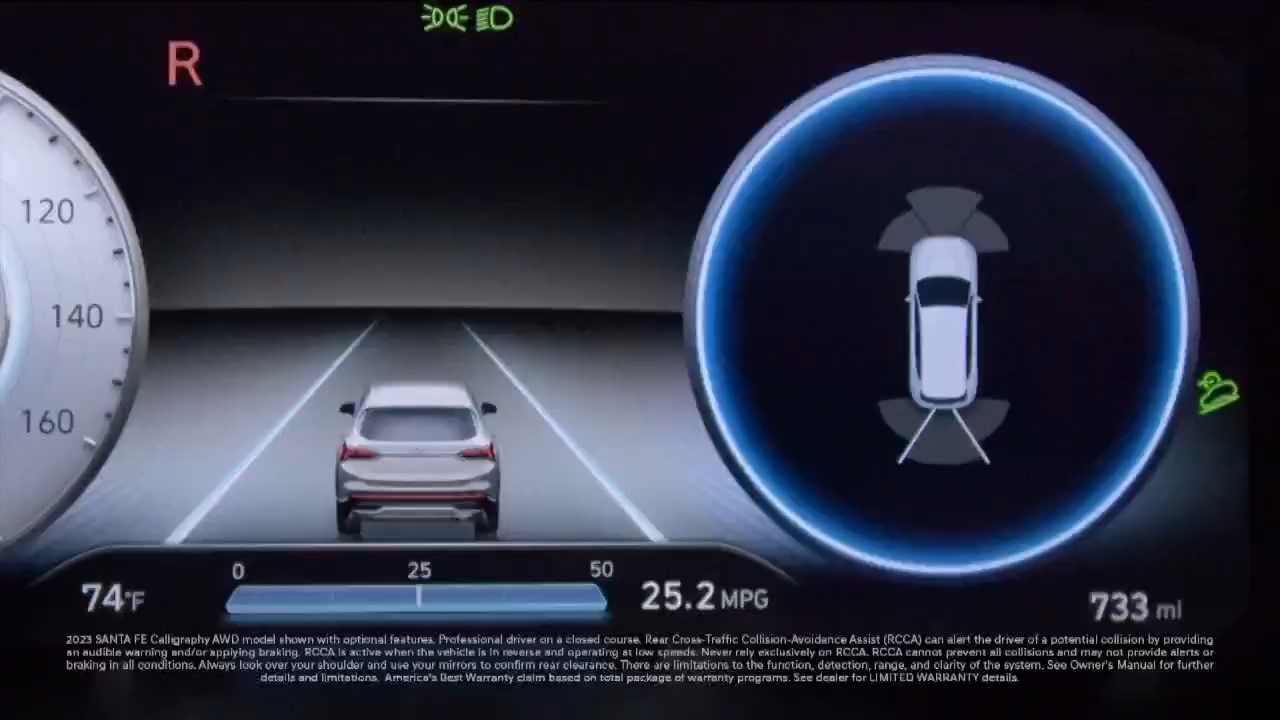 R
120
140
160
0 25 50
74°F
25.2 MPG
733 mi
2023 SANTA FE Calligraphy AWD model shown with optional features. Professional driver on a closed course. Rear Cross-Traffic Collision-Avoidance Assist (RCCA) can alert the driver of a potential collision by providing
an audible warning and/or applying braking. RCCA is active when the vehicle is in reverse and operating at low speeds. Never rely exclusively on RCCA. RCCA cannot prevent all collisions and may not provide alerts or
braking in all conditions. Always look over your shoulder and use your mirrors to confirm rear clearance. There are limitations to the function, detection, range, and clarity of the system. See Owner's Manual for further
details and limitations. America's Best Warranty claim based on total package of warranty programs. See dealer for LIMITED WARRANTY details.